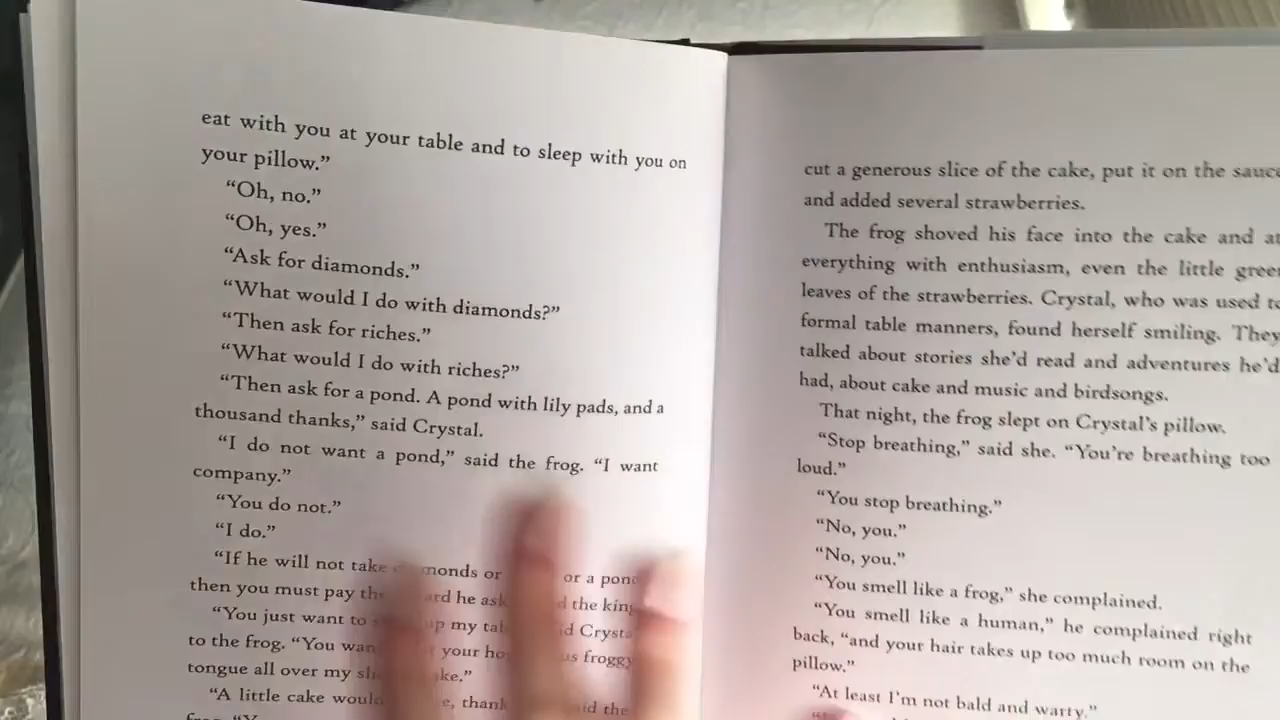 eat with you at your table and to sleep with you on
your pillow.”
“Oh, no.”
“Oh, yes.”
“Ask for diamonds.”
“What would I do with diamonds?”
“Then ask for riches.”
“What would I do with riches?”
“Then ask for a pond. A pond with lily pads, and a
thousand thanks,” said Crystal.
“I do not want a pond,” said the frog. “I want
company.”
“You do not.”
“I do.”
“If he will not take or or a
then you must pay he the
“You just want to up my
to the frog. “You your froggy
tongue all over my
“A little cake the
cut a generous slice of the cake, put it on the
and added several strawberries.
The frog shoved his face into the cake and
everything with enthusiasm, even the little
leaves of the strawberries. Crystal, who was used
formal table manners, found herself smiling. They
talked about stories she’d read and adventures he’d
had, about cake and music and birdsongs.
That night, the frog slept on Crystal’s pillow.
“Stop breathing,” said she. “You’re breathing too
loud.”
“You stop breathing.”
“No, you.”
“No, you.”
“You smell like a frog,” she complained.
“You smell like a human,” he complained right
back, “and your hair takes up too much room on the
pillow.”
“At least I’m not bald and warty.”